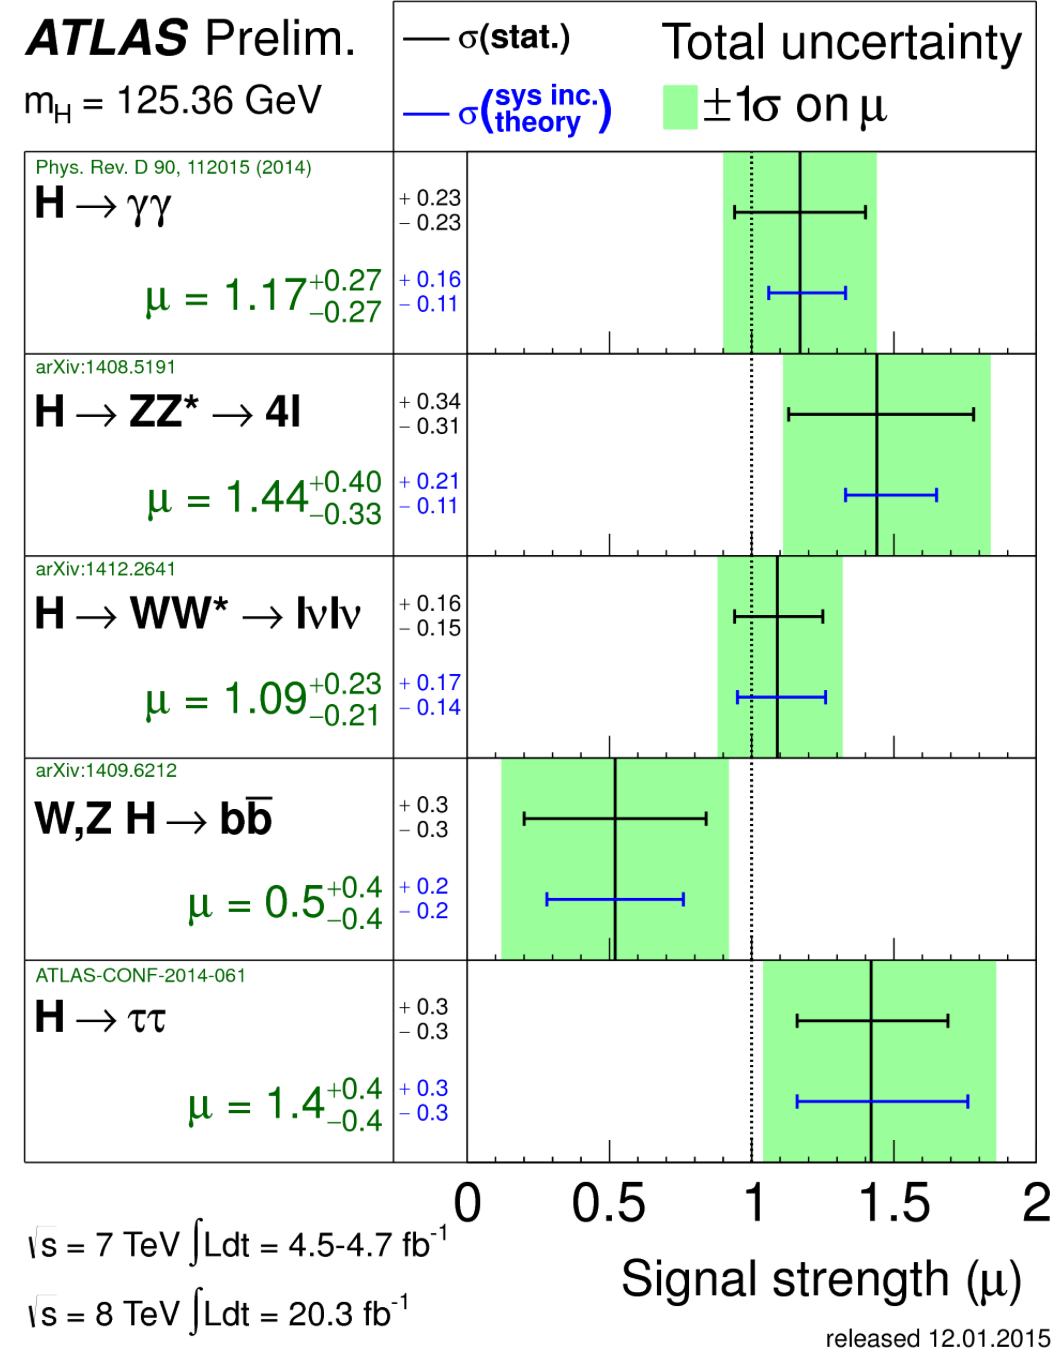 ATLAS Prelim.
m_H = 125.36 GeV
σ(stat.)
σ(sys inc. theory)
Total uncertainty
±1σ on μ
Phys. Rev. D 90, 112015 (2014)
H → γγ
μ = 1.17 +0.27 −0.27
+ 0.23
− 0.23
+ 0.16
− 0.11
arXiv:1408.5191
H → ZZ* → 4l
μ = 1.44 +0.40 −0.33
+ 0.34
− 0.31
+ 0.21
− 0.11
arXiv:1412.2641
H → WW* → lνlν
μ = 1.09 +0.23 −0.21
+ 0.16
− 0.15
+ 0.17
− 0.14
arXiv:1409.6212
W,Z H → bb̅
μ = 0.5 +0.4 −0.4
+ 0.3
− 0.3
+ 0.2
− 0.2
ATLAS-CONF-2014-061
H → ττ
μ = 1.4 +0.4 −0.4
+ 0.3
− 0.3
+ 0.3
− 0.3
0 0.5 1 1.5 2
√s = 7 TeV ∫Ldt = 4.5-4.7 fb⁻¹
√s = 8 TeV ∫Ldt = 20.3 fb⁻¹
Signal strength (μ)
released 12.01.2015